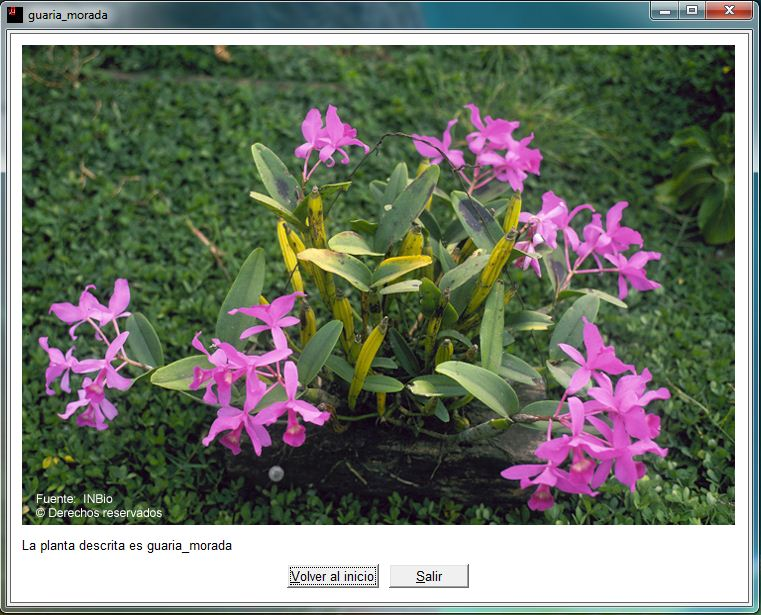 guaria_morada
Fuente: INBio
© Derechos reservados
La planta descrita es guaria_morada
Volver al inicio
Salir